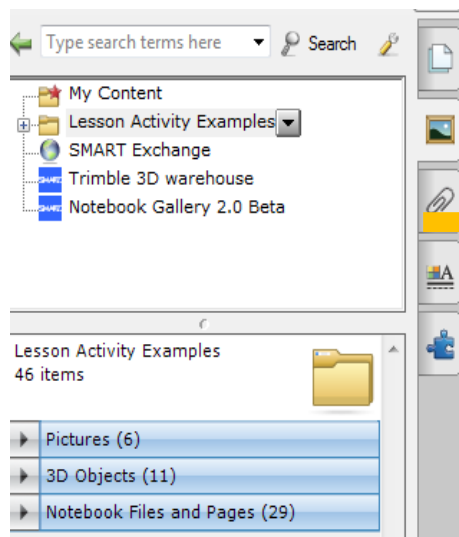 Type search terms here
Search
My Content
Lesson Activity Examples
SMART Exchange
Trimble 3D warehouse
Notebook Gallery 2.0 Beta
Lesson Activity Examples
46 items
Pictures (6)
3D Objects (11)
Notebook Files and Pages (29)